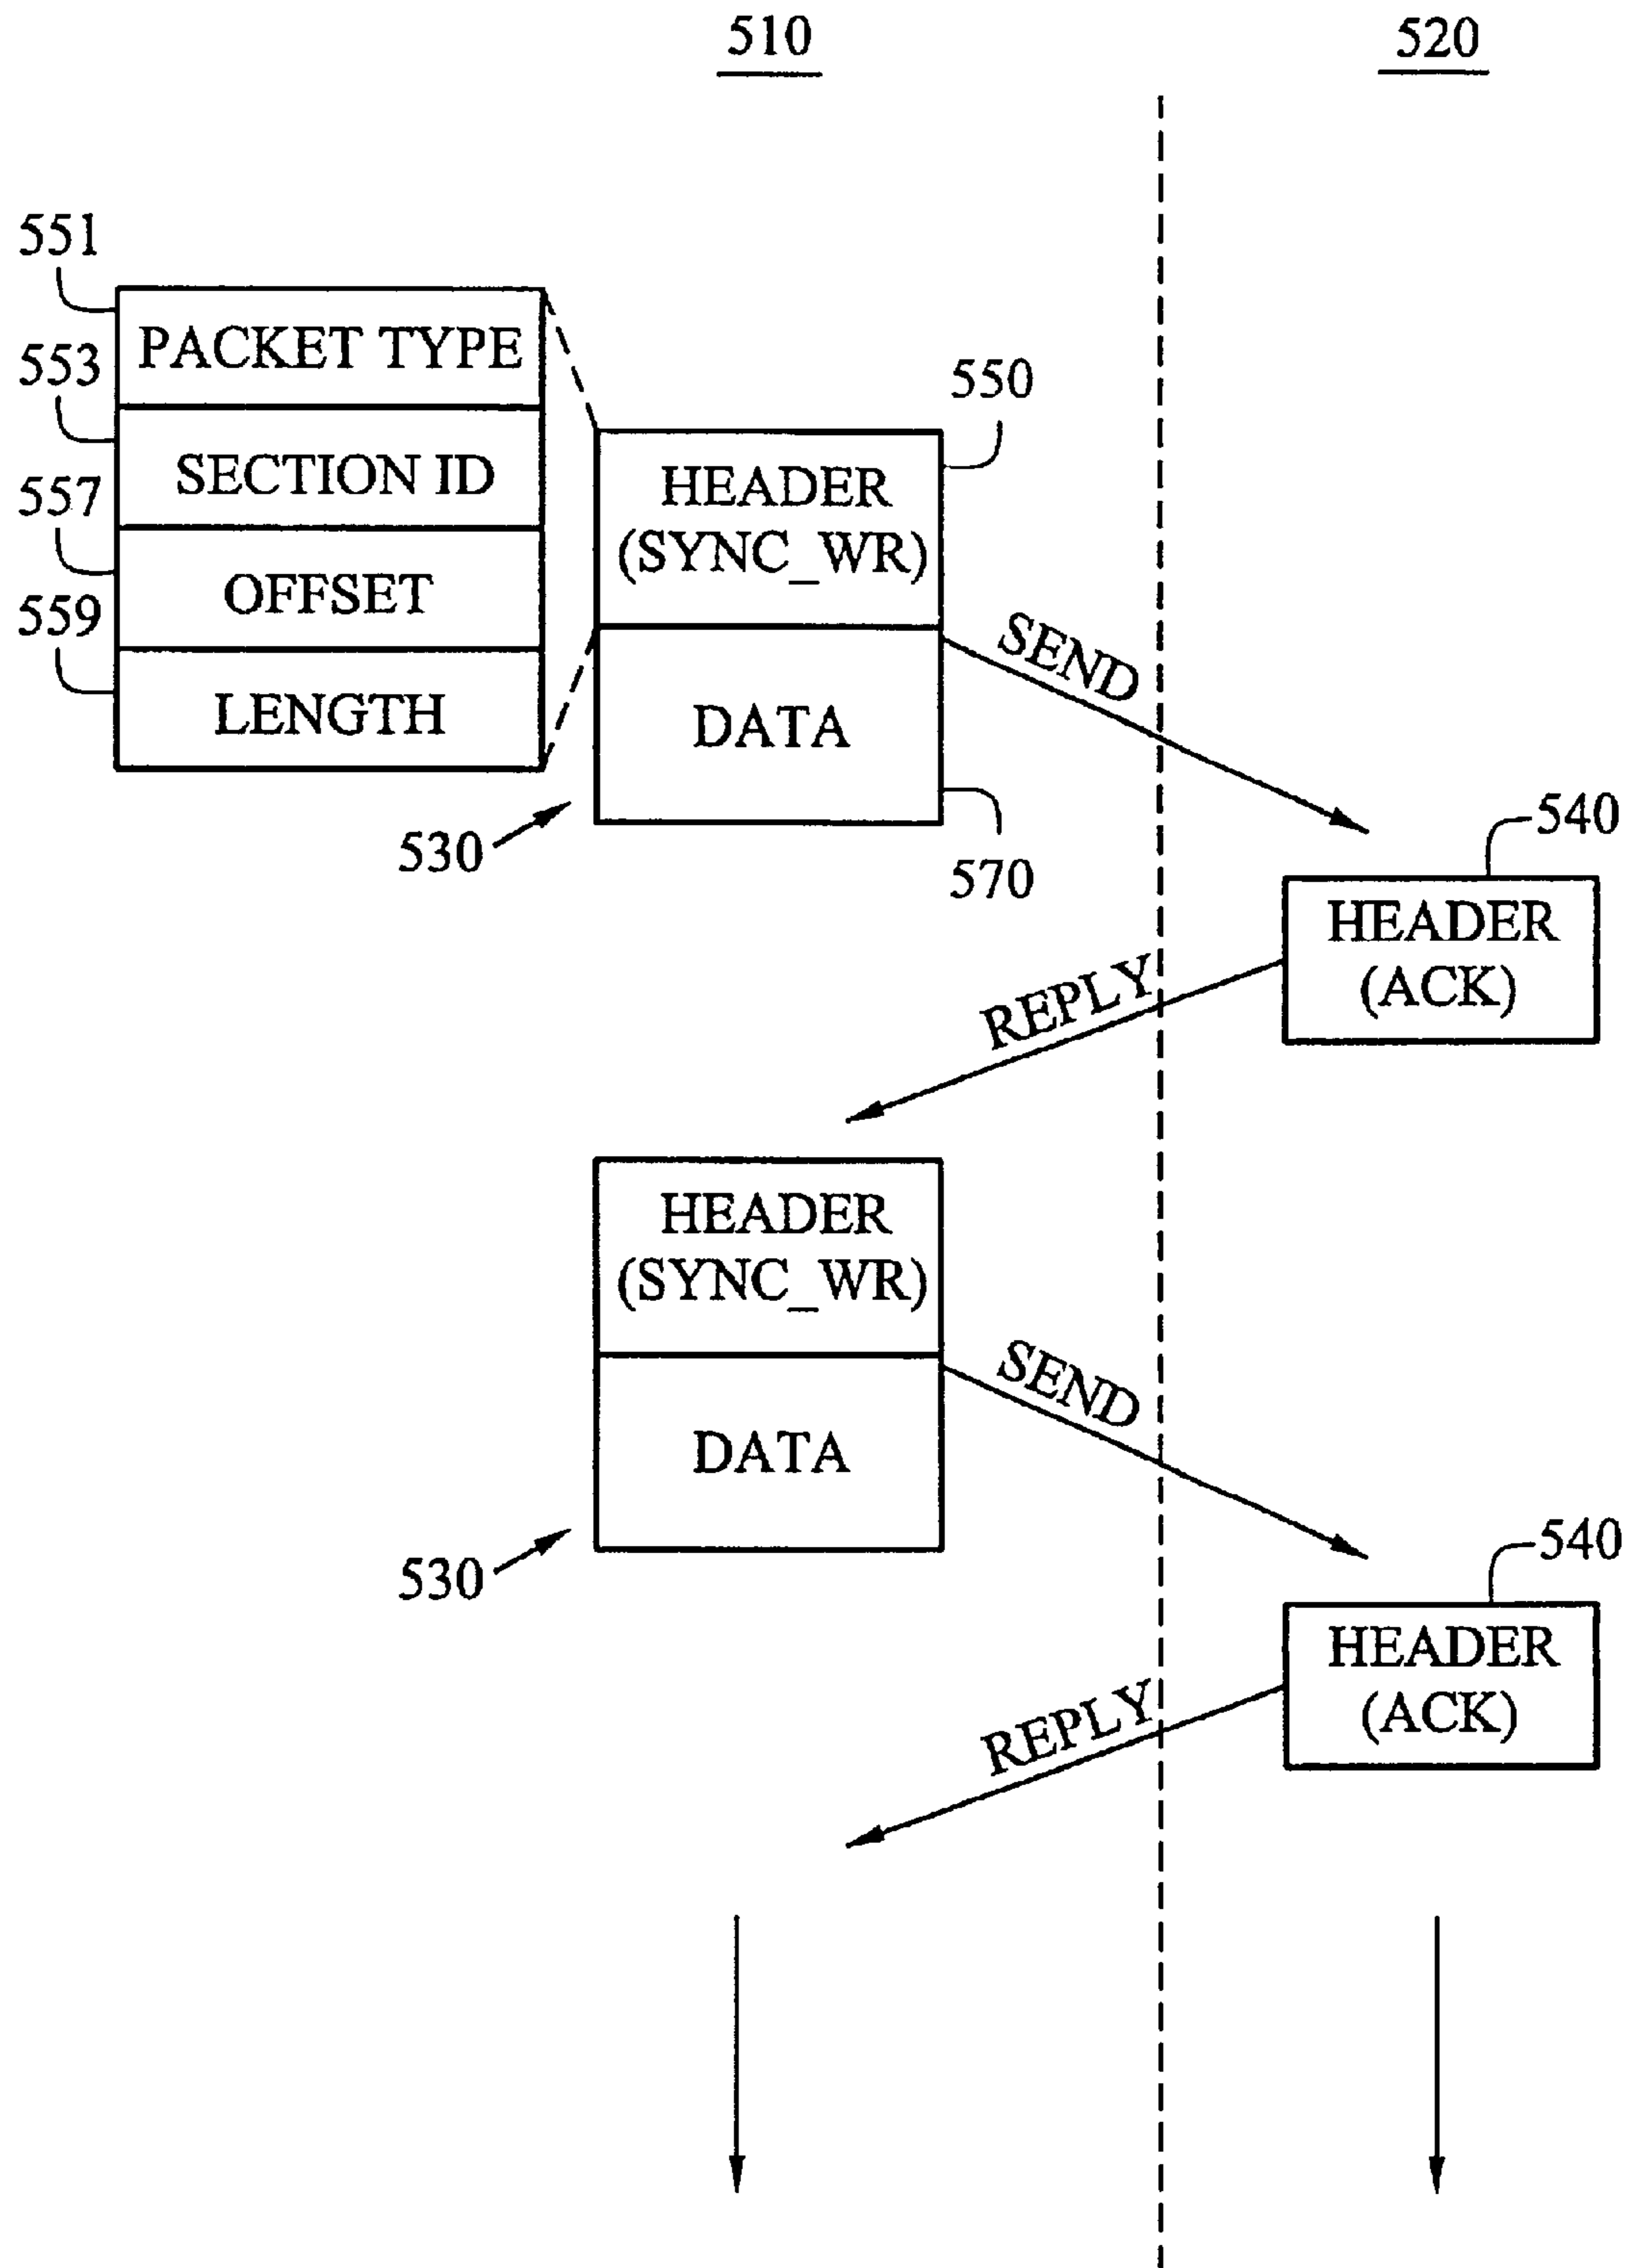 510
520
551
PACKET TYPE
553
SECTION ID
557
OFFSET
559
LENGTH
550
HEADER
(SYNC_WR)
DATA
530
570
SEND
540
HEADER
(ACK)
REPLY
HEADER
(SYNC_WR)
DATA
530
SEND
540
HEADER
(ACK)
REPLY